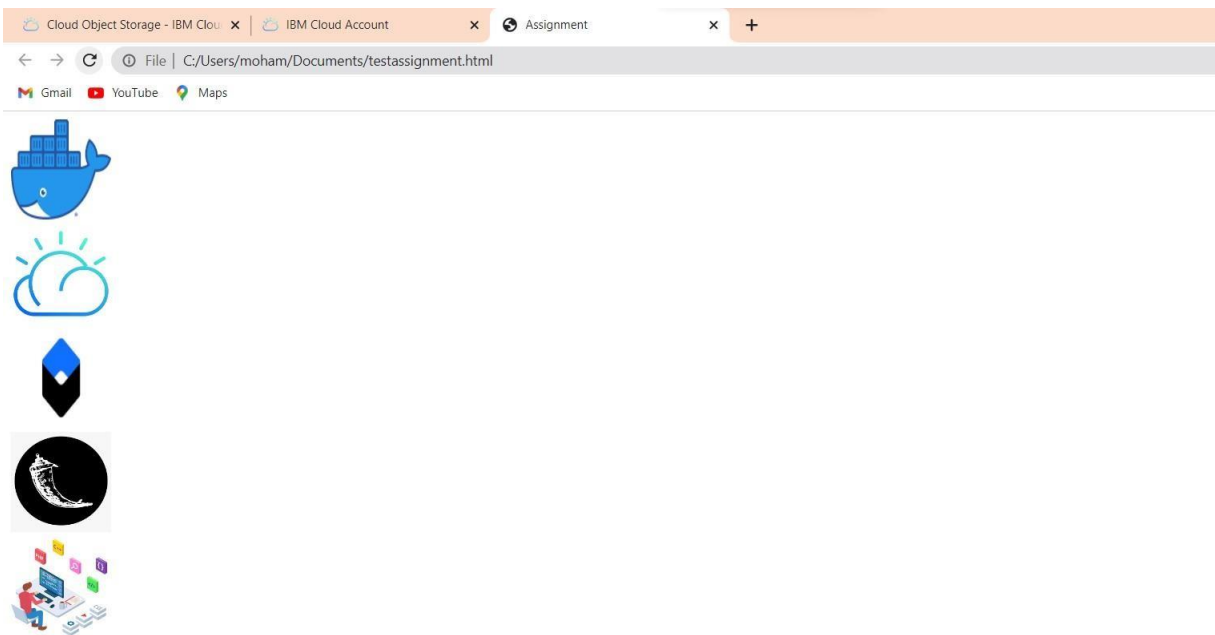 Cloud Object Storage - IBM Clou
IBM Cloud Account
Assignment
File | C:/Users/moham/Documents/testassignment.html
Gmail YouTube Maps